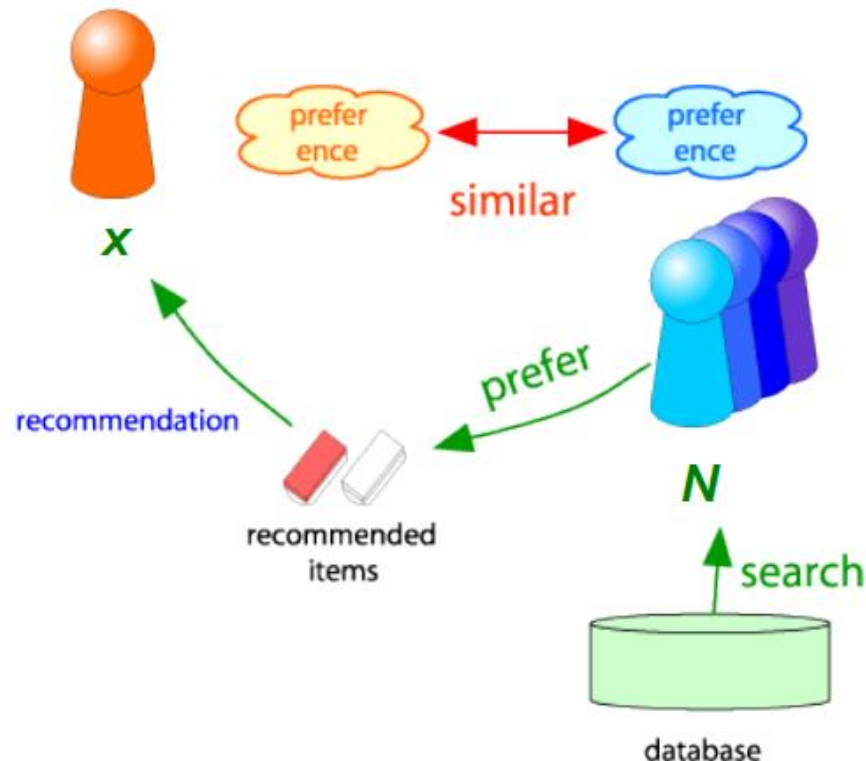 prefer
ence
prefer
ence
similar
x
prefer
recommendation
N
recommended
items
search
database